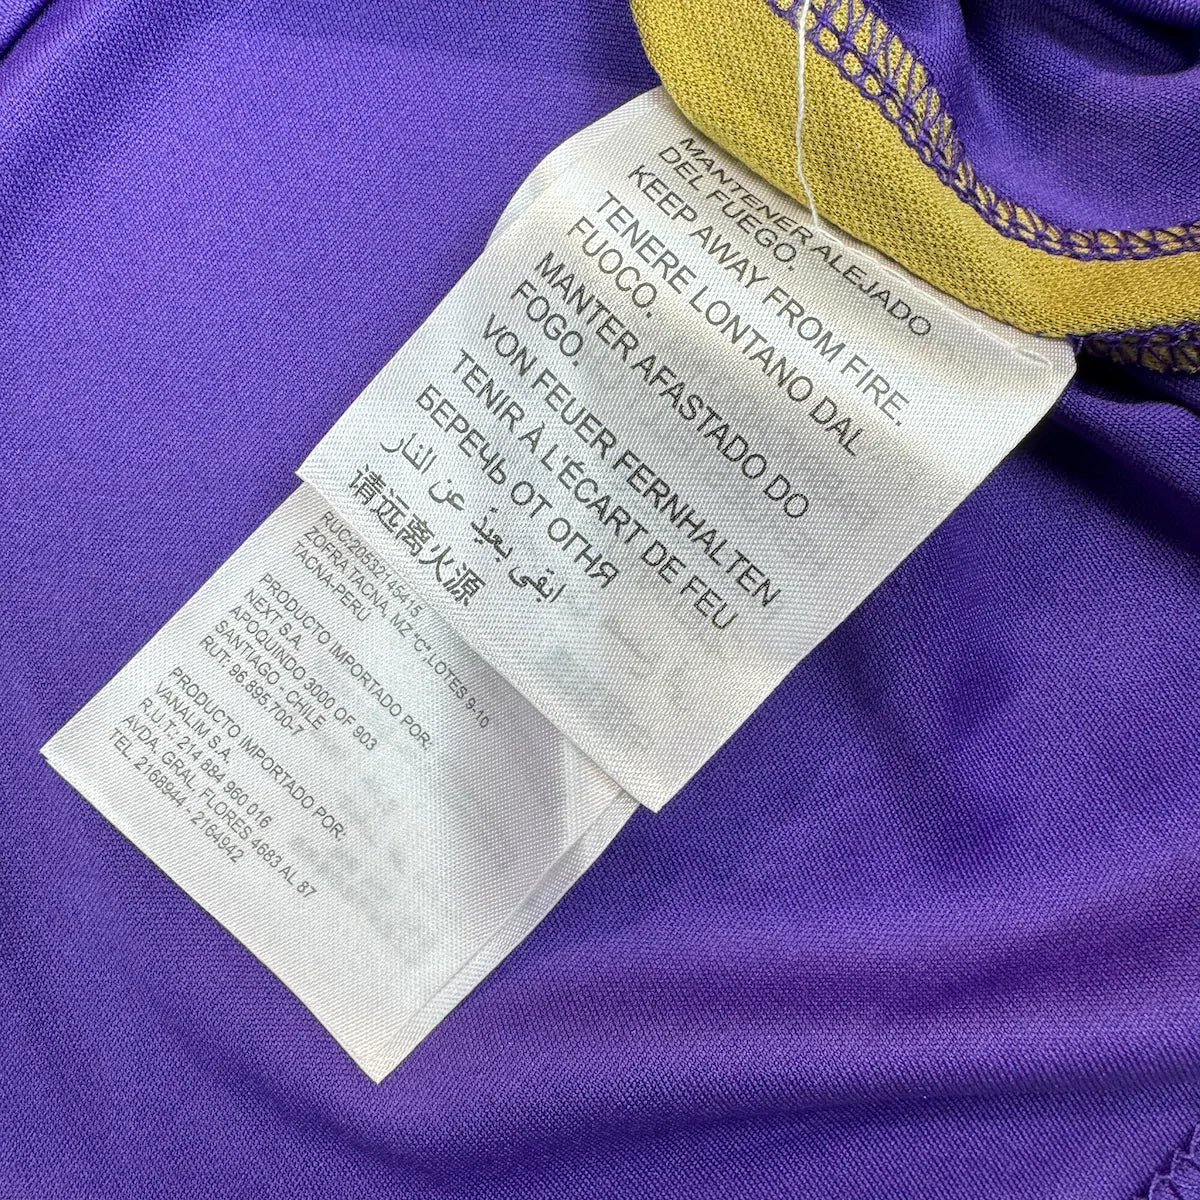 MANTENER ALEJADO
DEL FUEGO.
KEEP AWAY FROM FIRE.
TENERE LONTANO DAL
FUOCO.
MANTER AFASTADO DO
FOGO.
VON FEUER FERNHALTEN
TENIR À L'ÉCART DE FEU
БЕРЕЧЬ ОТ ОГНЯ
ابقى بعيدً عن النار
请远离火源
RUC:20532145415
ZOFRA TACNA, MZ "C",LOTES 9-10
TACNA-PERU
PRODUCTO IMPORTADO POR:
NEXT S.A.
APOQUINDO 3000 OF 903
SANTIAGO - CHILE
RUT: 96.895.700-7
PRODUCTO IMPORTADO POR:
VANALIM S.A.
R.U.T.: 214 884 960 016
AVDA. GRAL. FLORES 4683 AL 87
TEL. 2168944 - 2164942